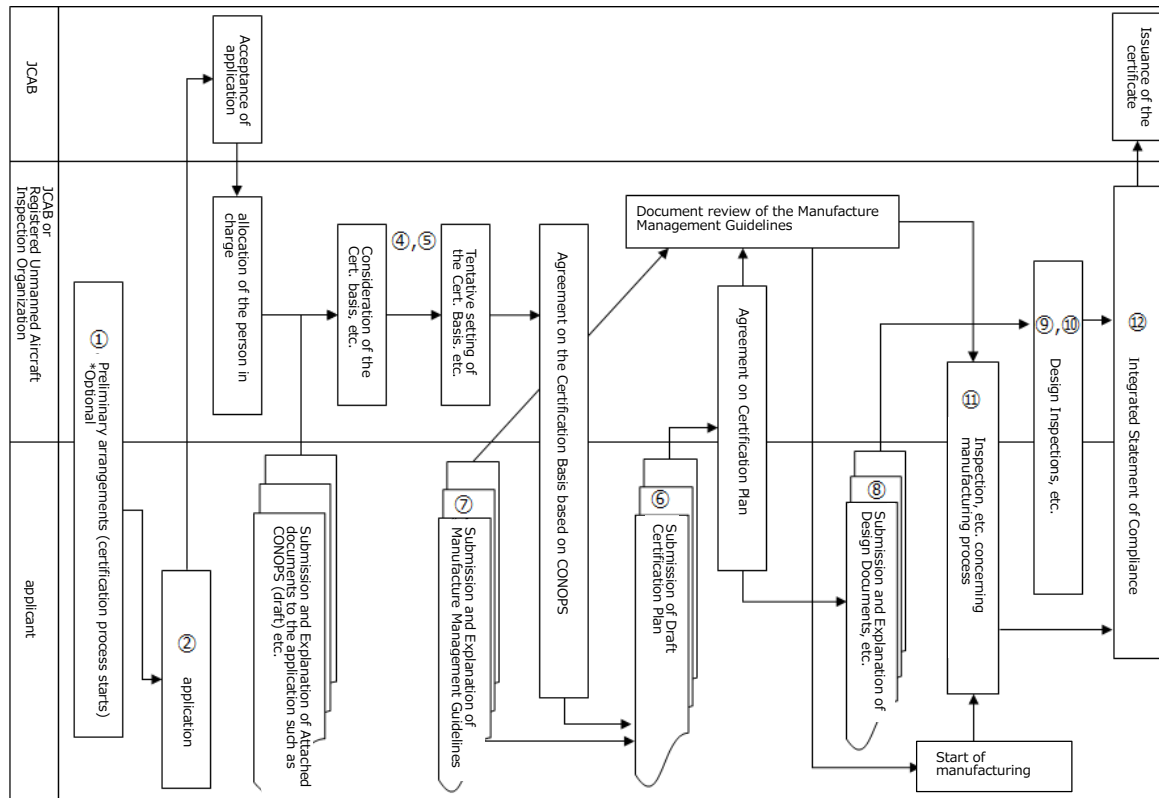 JCAB
JCAB or
Registered Unmanned Aircraft
Inspection Organization
applicant
①
Preliminary arrangements (certification process starts)
*Optional
②
application
Acceptance of
application
allocation of the person in
charge
Submission and Explanation of Attached
documents to the application such as
CONOPS (draft) etc.
Consideration of the
Cert. basis, etc.
④,⑤
Tentative setting of
the Cert. Basis. etc.
⑦
Submission and Explanation of
Manufacture Management Guidelines
Agreement on the Certification Basis based on CONOPS
⑥
Submission of Draft
Certification Plan
Document review of the Manufacture
Management Guidelines
Agreement on Certification Plan
⑧
Submission and Explanation of
Design Documents, etc.
Start of
manufacturing
⑪
Inspection, etc. concerning
manufacturing process
⑨,⑩
Design Inspections, etc.
⑫
Integrated Statement of Compliance
Issuance of the
certificate